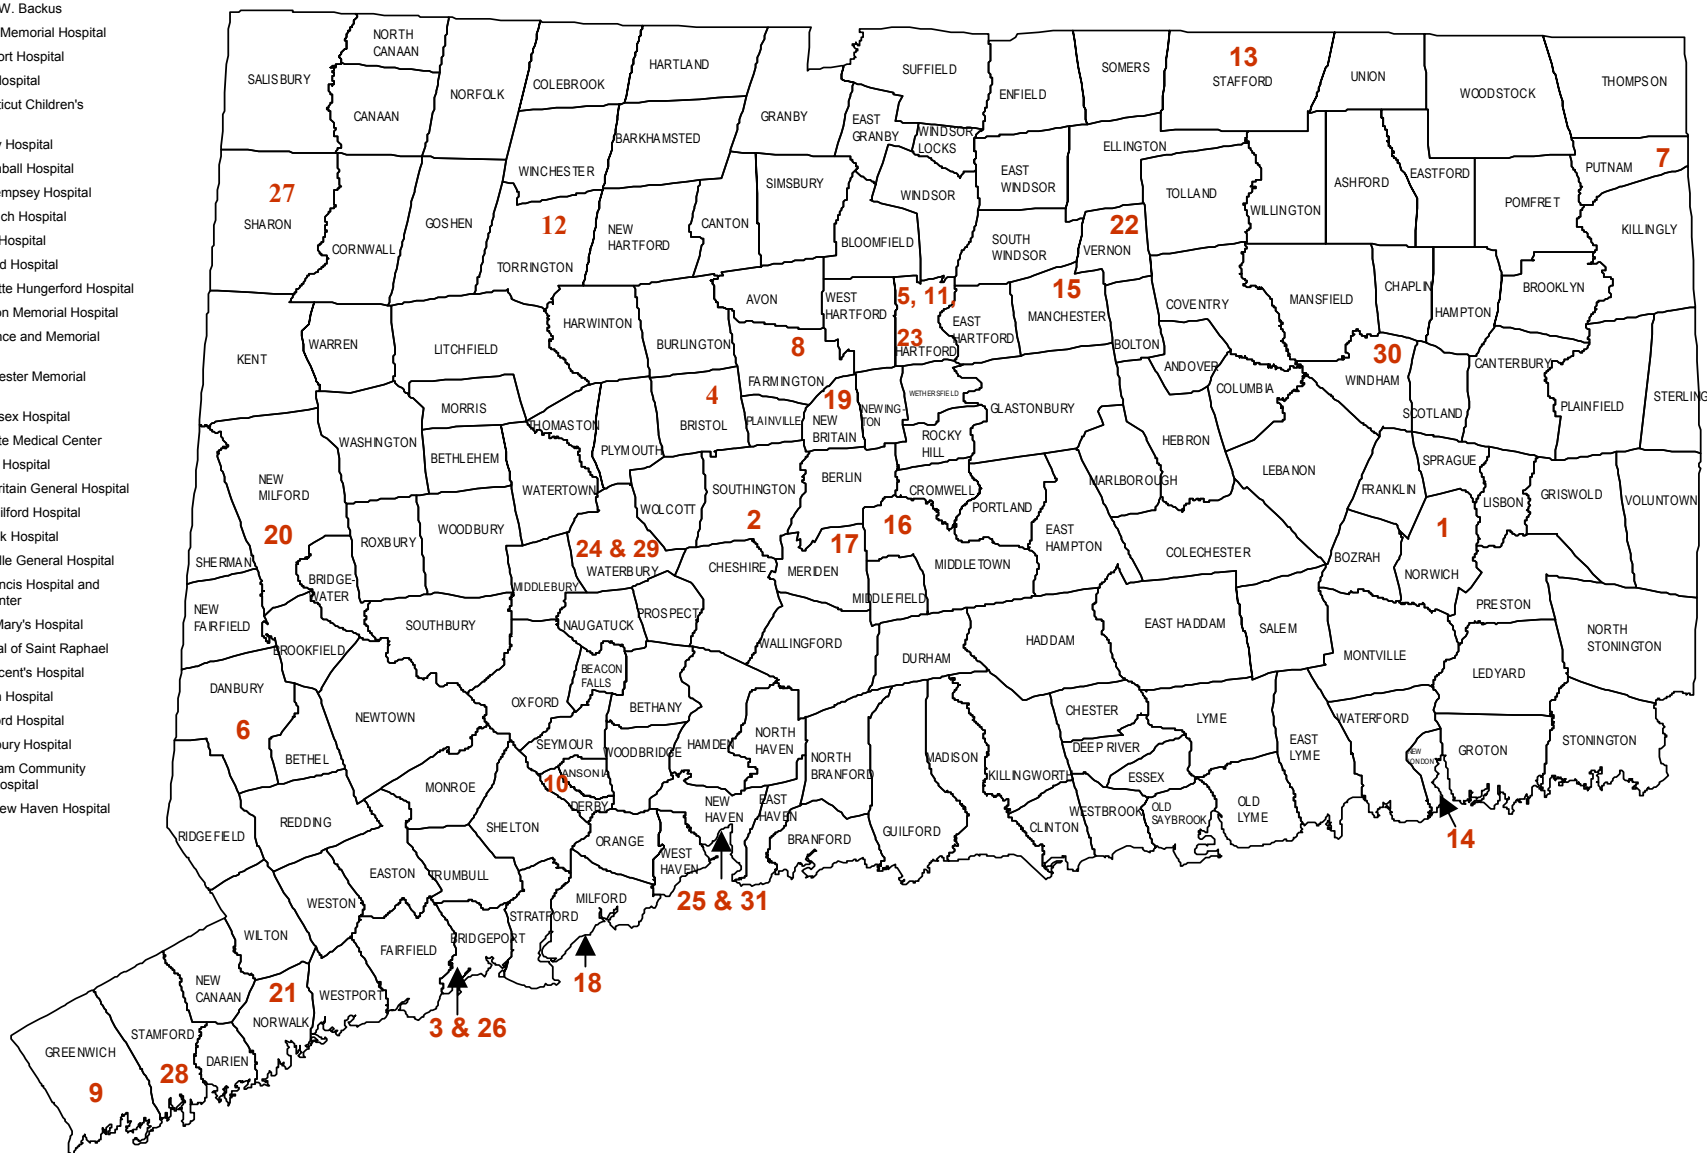 W. Backus
Memorial Hospital
ort Hospital
ospital
ticut Children's
y Hospital
ball Hospital
empsey Hospital
ch Hospital
Hospital
d Hospital
tte Hungerford Hospital
on Memorial Hospital
nce and Memorial
ester Memorial
sex Hospital
te Medical Center
Hospital
ritain General Hospital
ilford Hospital
k Hospital
lle General Hospital
ncis Hospital and
nter
Mary's Hospital
al of Saint Raphael
cent's Hospital
n Hospital
ord Hospital
bury Hospital
am Community
ospital
ew Haven Hospital
NORTH
CANAAN
SALISBURY
CANAAN
NORFOLK
COLEBROOK
HARTLAND
GRANBY
SUFFIELD
EAST
GRANBY
WINDSOR
LOCKS
ENFIELD
SOMERS
13
STAFFORD
UNION
WOODSTOCK
THOMPSON
BARKHAMSTED
WINCHESTER
SIMSBURY
WINDSOR
EAST
WINDSOR
ELLINGTON
TOLLAND
WILLINGTON
ASHFORD
EASTFORD
POMFRET
PUTNAM
7
KILLINGLY
27
SHARON
CORNWALL
GOSHEN
12
TORRINGTON
NEW
HARTFORD
CANTON
BLOOMFIELD
SOUTH
WINDSOR
22
VERNON
KENT
WARREN
LITCHFIELD
HARWINTON
BURLINGTON
AVON
WEST
HARTFORD
5, 11,
23
HARTFORD
EAST
HARTFORD
15
MANCHESTER
BOLTON
COVENTRY
MANSFIELD
CHAPLIN
HAMPTON
BROOKLYN
8
FARMINGTON
ANDOVER
COLUMBIA
30
WINDHAM
SCOTLAND
CANTERBURY
PLAINFIELD
STERLING
MORRIS
WASHINGTON
BETHLEHEM
THOMASTON
PLYMOUTH
4
BRISTOL
PLAINVILLE
19
NEW
BRITAIN
NEWING-
TON
WETHERSFIELD
ROCKY
HILL
GLASTONBURY
HEBRON
MARLBOROUGH
LEBANON
SPRAGUE
FRANKLIN
LISBON
GRISWOLD
VOLUNTOWN
NEW
MILFORD
20
SHERMAN
ROXBURY
WOODBURY
WATERTOWN
WOLCOTT
SOUTHINGTON
2
BERLIN
CROMWELL
PORTLAND
EAST
HAMPTON
COLECHESTER
BOZRAH
1
NORWICH
PRESTON
16
17
MERIDEN
MIDDLETOWN
MIDDLEFIELD
24 & 29
WATERBURY
MIDDLEBURY
CHESHIRE
BRIDGE-
WATER
NEW
FAIRFIELD
BROOKFIELD
SOUTHBURY
NAUGATUCK
PROSPECT
WALLINGFORD
DURHAM
HADDAM
EAST HADDAM
SALEM
MONTVILLE
LEDYARD
NORTH
STONINGTON
DANBURY
6
BETHEL
NEWTOWN
OXFORD
BEACON
FALLS
BETHANY
SEYMOUR
WOODBRIDGE
HAMDEN
NORTH
HAVEN
NORTH
BRANFORD
MADISON
KILLINGWORTH
CHESTER
DEEP RIVER
ESSEX
LYME
EAST
LYME
WATERFORD
NEW
LONDON
GROTON
STONINGTON
MONROE
10
ANSONIA
DERBY
SHELTON
ORANGE
NEW
HAVEN
EAST
HAVEN
WEST
HAVEN
BRANFORD
GUILFORD
CLINTON
WESTBROOK
OLD
SAYBROOK
OLD
LYME
14
RIDGEFIELD
REDDING
EASTON
TRUMBULL
WESTON
STRATFORD
MILFORD
25 & 31
WILTON
FAIRFIELD
BRIDGEPORT
18
NEW
CANAAN
21
NORWALK
WESTPORT
3 & 26
STAMFORD
28
DARIEN
GREENWICH
9